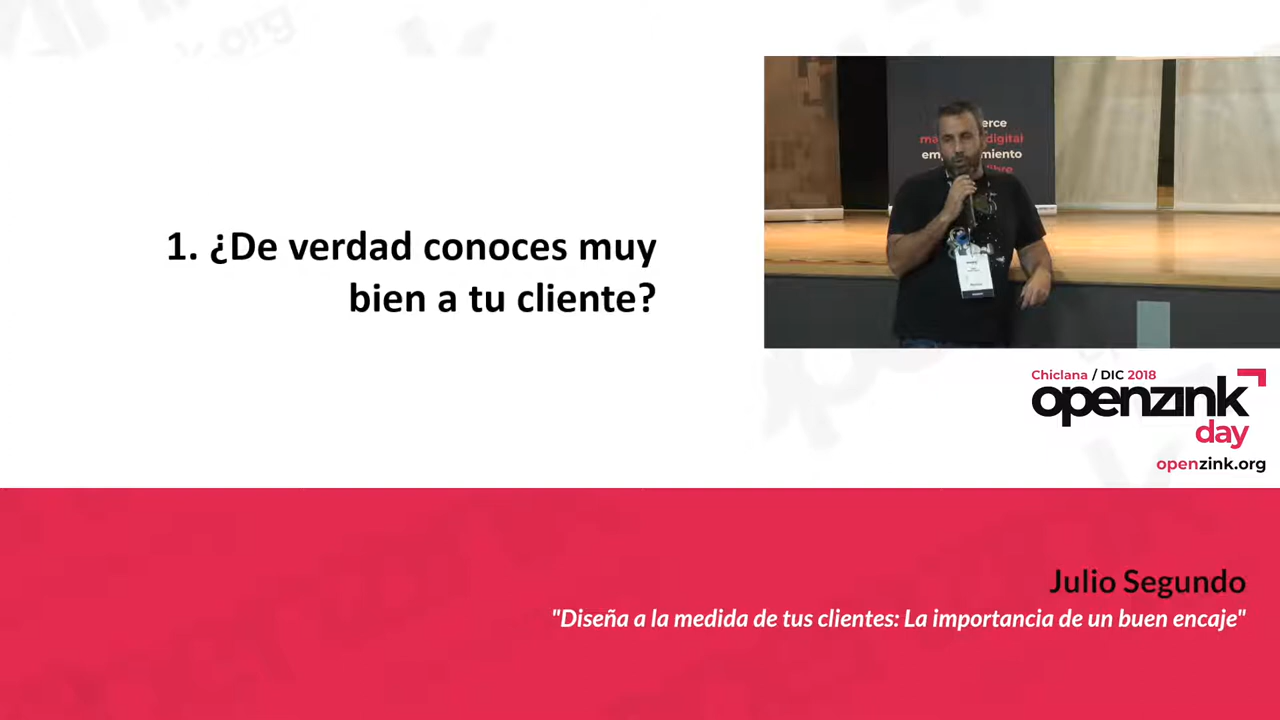 1. ¿De verdad conoces muy
bien a tu cliente?
digital
Chiclana / DIC 2018
openzink
day
openzink.org
Julio Segundo
"Diseña a la medida de tus clientes: La importancia de un buen encaje"